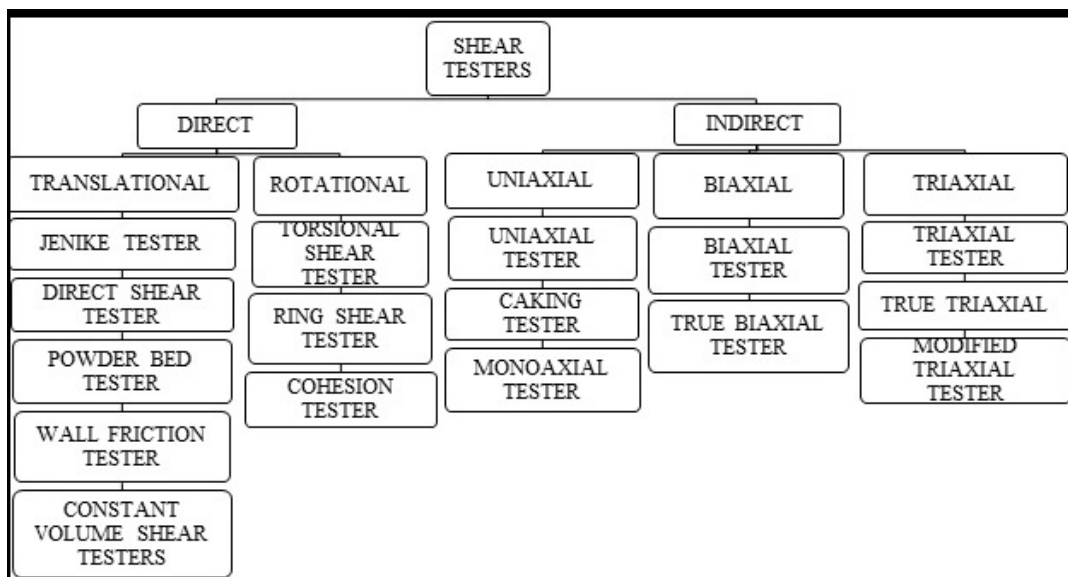 SHEAR
TESTERS
DIRECT
INDIRECT
TRANSLATIONAL
ROTATIONAL
UNIAXIAL
BIAXIAL
TRIAXIAL
JENIKE TESTER
TORSIONAL
SHEAR
TESTER
UNIAXIAL
TESTER
BIAXIAL
TESTER
TRIAXIAL
TESTER
DIRECT SHEAR
TESTER
RING SHEAR
TESTER
CAKING
TESTER
TRUE BIAXIAL
TESTER
TRUE TRIAXIAL
POWDER BED
TESTER
COHESION
TESTER
MONOAXIAL
TESTER
MODIFIED
TRIAXIAL
TESTER
WALL FRICTION
TESTER
CONSTANT
VOLUME SHEAR
TESTERS